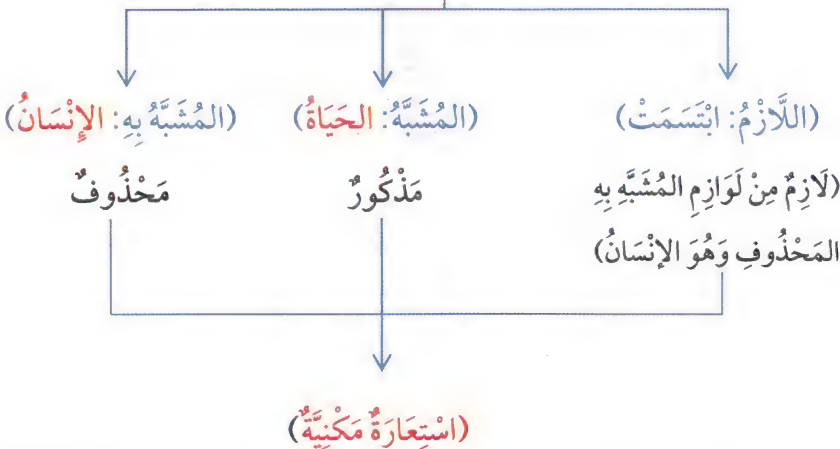 (اللَّازْمُ: ابْتَسَمَتْ)
(لَازِمٌ مِنْ لَوَازِمِ المُشَبَّهِ بِهِ
المَحْذُوفِ وَهُوَ الإنْسَانُ)
(المُشَبَّهُ: الحَيَاةُ)
مَذْكُورٌ
(المُشَبَّهُ بِهِ: الإِنْسَانُ)
مَحْذُوفٌ
(اسْتِعَارَةٌ مَكْنِيَّةٌ)